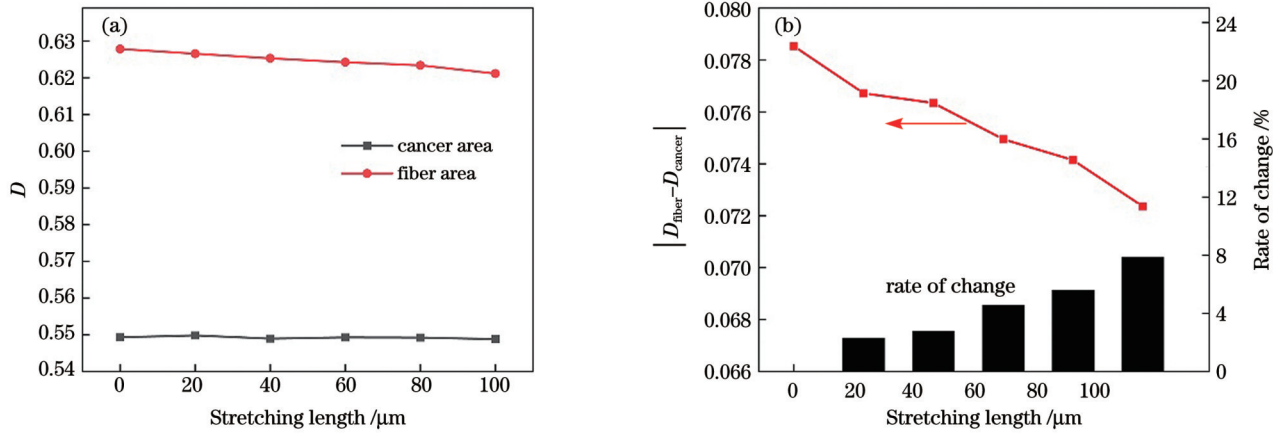 (a)
0.63
0.62
0.61
0.60
0.59
0.58
0.57
0.56
0.55
0.54
D
cancer area
fiber area
0 20 40 60 80 100
Stretching length /μm
(b)
0.080
0.078
0.076
0.074
0.072
0.070
0.068
0.066
|Dfiber−Dcancer|
rate of change
24
20
16
12
8
4
0
Rate of change /%
0 20 40 60 80 100
Stretching length /μm